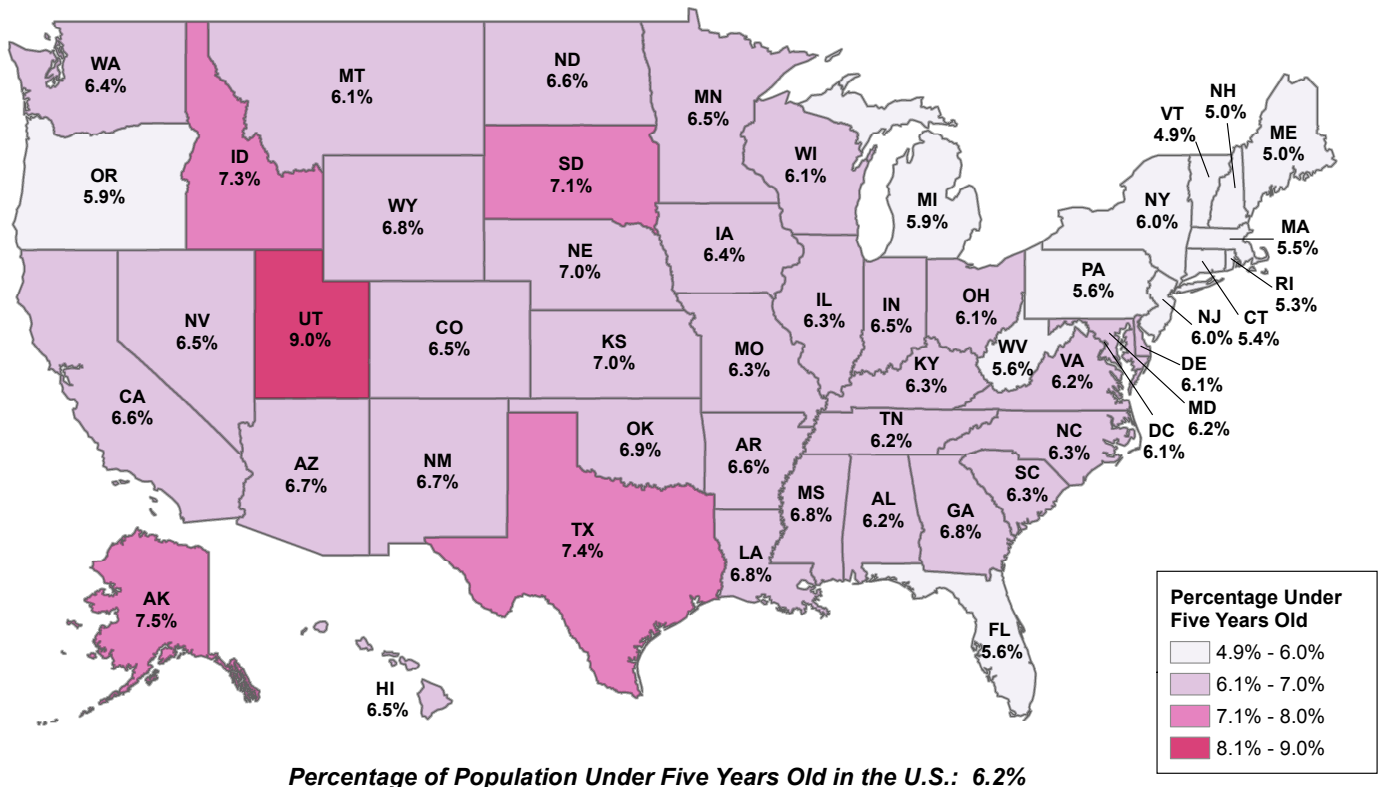 WA
6.4%
MT
6.1%
ND
6.6%
MN
6.5%
NH
5.0%
VT
4.9%
ME
5.0%
OR
5.9%
ID
7.3%
SD
7.1%
WI
6.1%
MI
5.9%
NY
6.0%
MA
5.5%
WY
6.8%
IA
6.4%
NE
7.0%
PA
5.6%
RI
5.3%
NV
6.5%
UT
9.0%
CO
6.5%
KS
7.0%
MO
6.3%
IL
6.3%
IN
6.5%
OH
6.1%
NJ
6.0%
CT
5.4%
WV
5.6%
VA
6.2%
DE
6.1%
KY
6.3%
MD
6.2%
DC
6.1%
CA
6.6%
TN
6.2%
NC
6.3%
AZ
6.7%
NM
6.7%
OK
6.9%
AR
6.6%
SC
6.3%
MS
6.8%
AL
6.2%
GA
6.8%
TX
7.4%
LA
6.8%
AK
7.5%
HI
6.5%
FL
5.6%
Percentage Under
Five Years Old
4.9% - 6.0%
6.1% - 7.0%
7.1% - 8.0%
8.1% - 9.0%
Percentage of Population Under Five Years Old in the U.S.: 6.2%